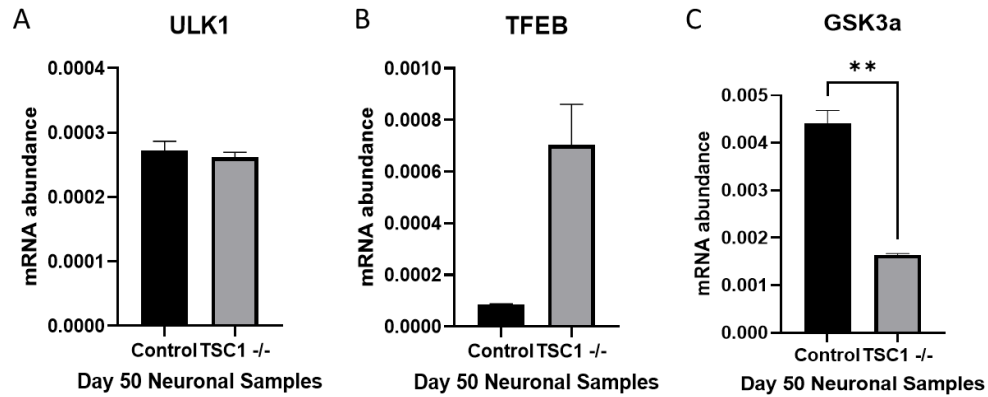 A
ULK1
mRNA abundance
0.0004
0.0003
0.0002
0.0001
0.0000
Control TSC1 -/-
Day 50 Neuronal Samples
B
TFEB
mRNA abundance
0.0010
0.0008
0.0006
0.0004
0.0002
0.0000
Control TSC1 -/-
Day 50 Neuronal Samples
C
GSK3a
**
mRNA abundance
0.005
0.004
0.003
0.002
0.001
0.000
Control TSC1 -/-
Day 50 Neuronal Samples